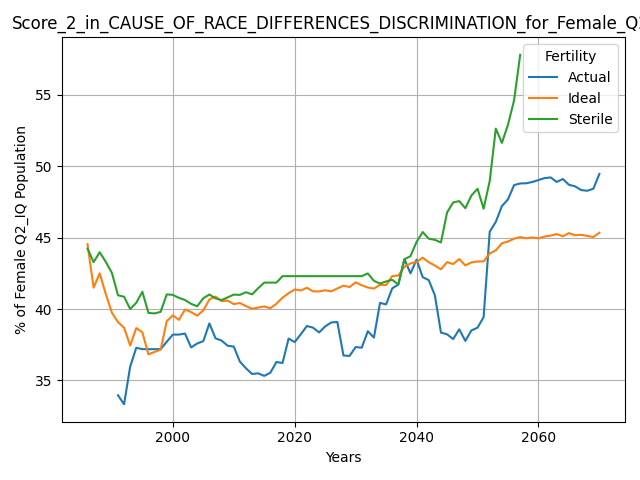 Score_2_in_CAUSE_OF_RACE_DIFFERENCES_DISCRIMINATION_for_Female_Q2
Fertility
Actual
Ideal
Sterile
% of Female Q2_IQ Population
55
50
45
40
35
2000
2020
2040
2060
Years